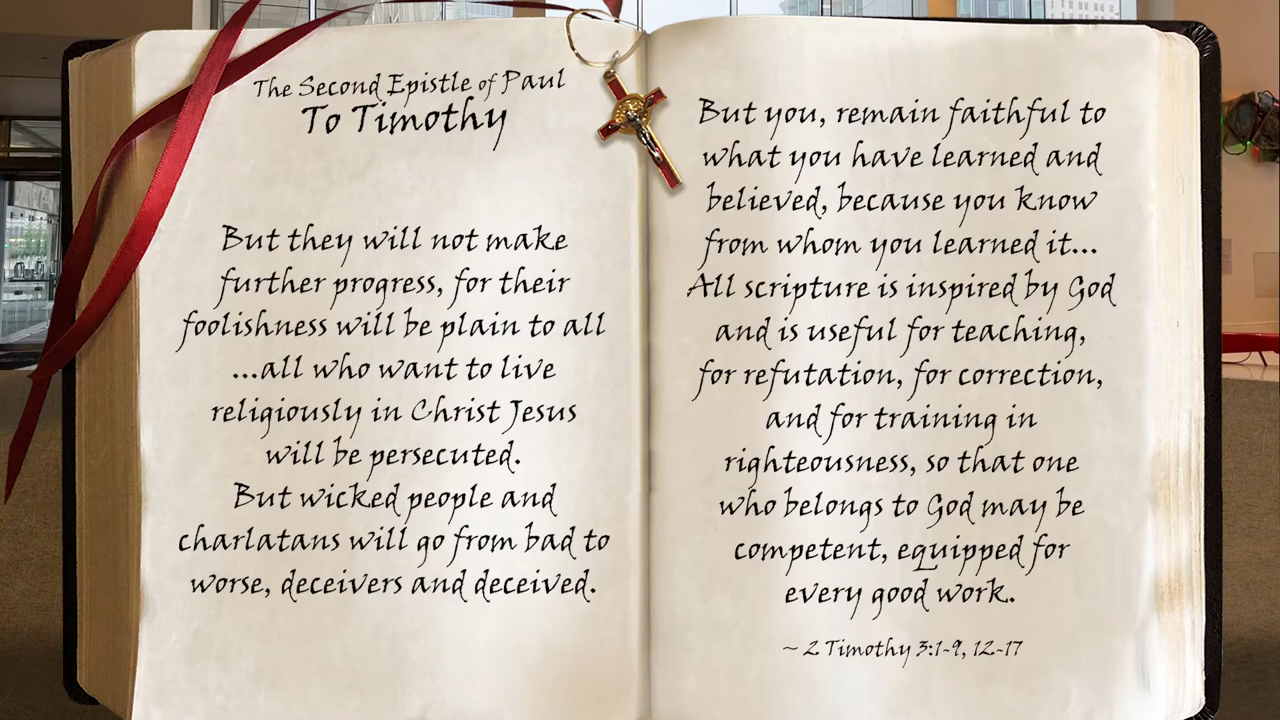 The Second Epistle of Paul
To Timothy
But they will not make
further progress, for their
foolishness will be plain to all
...all who want to live
religiously in Christ Jesus
will be persecuted.
But wicked people and
charlatans will go from bad to
worse, deceivers and deceived.
But you, remain faithful to
what you have learned and
believed, because you know
from whom you learned it...
All scripture is inspired by God
and is useful for teaching,
for refutation, for correction,
and for training in
righteousness, so that one
who belongs to God may be
competent, equipped for
every good work.
~ 2 Timothy 3:1-9, 12-17